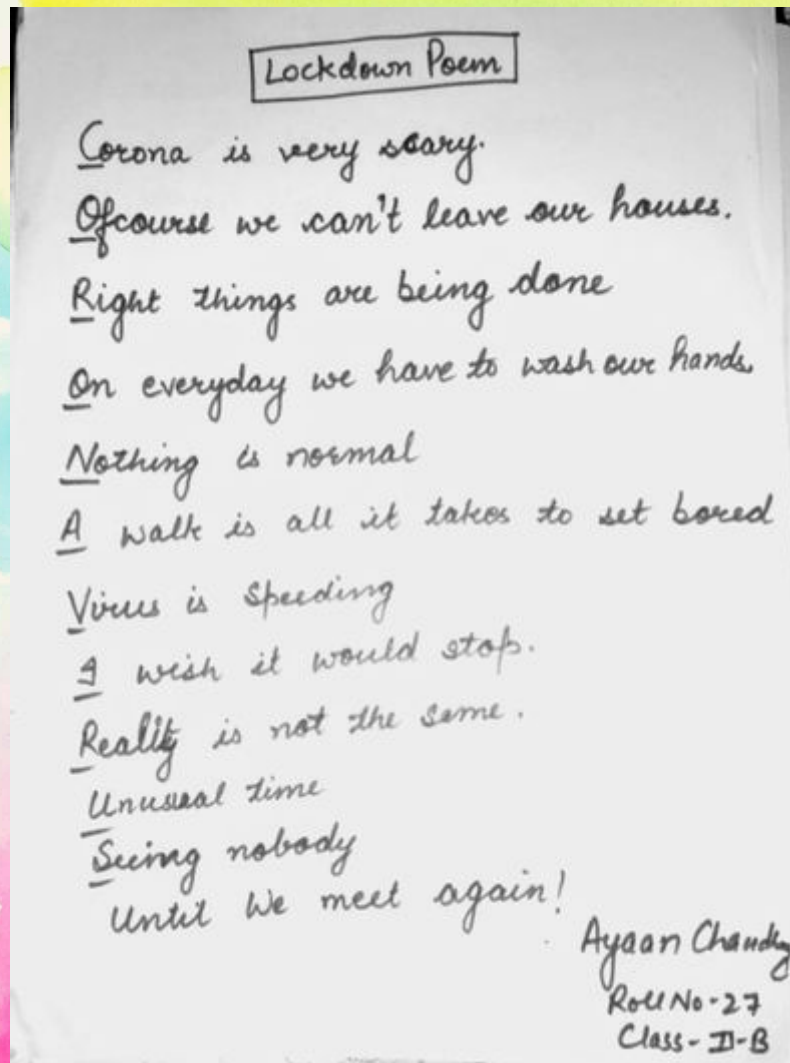 Lockdown Poem
Corona is very scary.
Ofcourse we can't leave our houses.
Right things are being done
On everyday we have to wash our hands.
Nothing is normal
A walk is all it takes to set bored
Virus is speeding
I wish it would stop.
Reality is not the same.
Unusual time
Seeing nobody
Until We meet again!
Ayaan
Roll No-27
Class-II-B